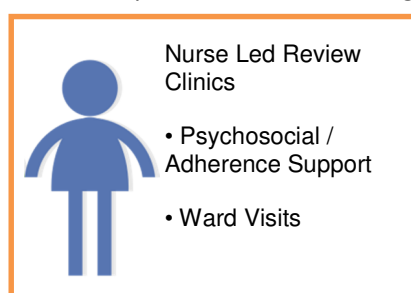 Nurse Led Review
Clinics
• Psychosocial /
Adherence Support
• Ward Visits